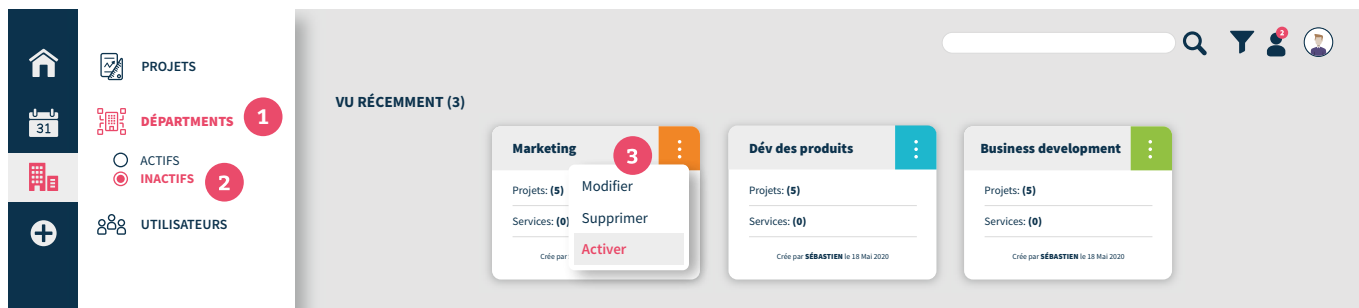 31
PROJETS
DÉPARTMENTS
1
ACTIFS
INACTIFS
2
UTILISATEURS
2
VU RÉCEMMENT (3)
Marketing
3
Projets: (5)
Services: (0)
Crée par
Modifier
Supprimer
Activer
Dév des produits
Projets: (5)
Services: (0)
Crée par SÉBASTIEN le 18 Mai 2020
Business development
Projets: (5)
Services: (0)
Crée par SÉBASTIEN le 18 Mai 2020